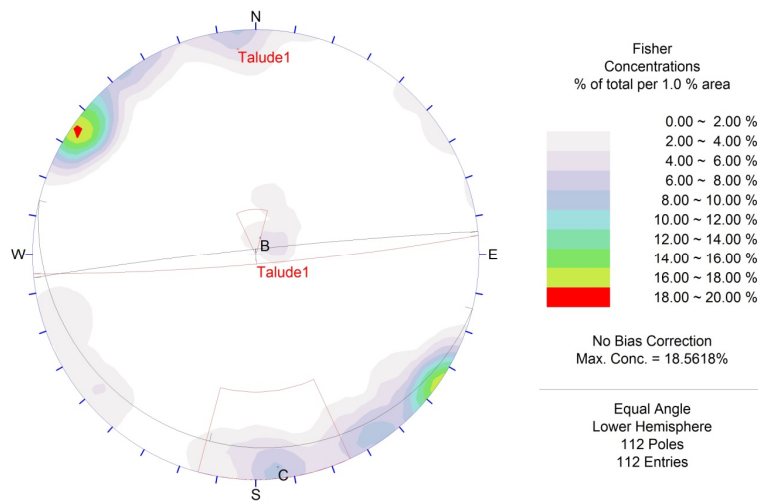 N
Talude1
W
E
B
Talude1
C
S
Fisher
Concentrations
% of total per 1.0 % area
0.00 ~ 2.00 %
2.00 ~ 4.00 %
4.00 ~ 6.00 %
6.00 ~ 8.00 %
8.00 ~ 10.00 %
10.00 ~ 12.00 %
12.00 ~ 14.00 %
14.00 ~ 16.00 %
16.00 ~ 18.00 %
18.00 ~ 20.00 %
No Bias Correction
Max. Conc. = 18.5618%
Equal Angle
Lower Hemisphere
112 Poles
112 Entries